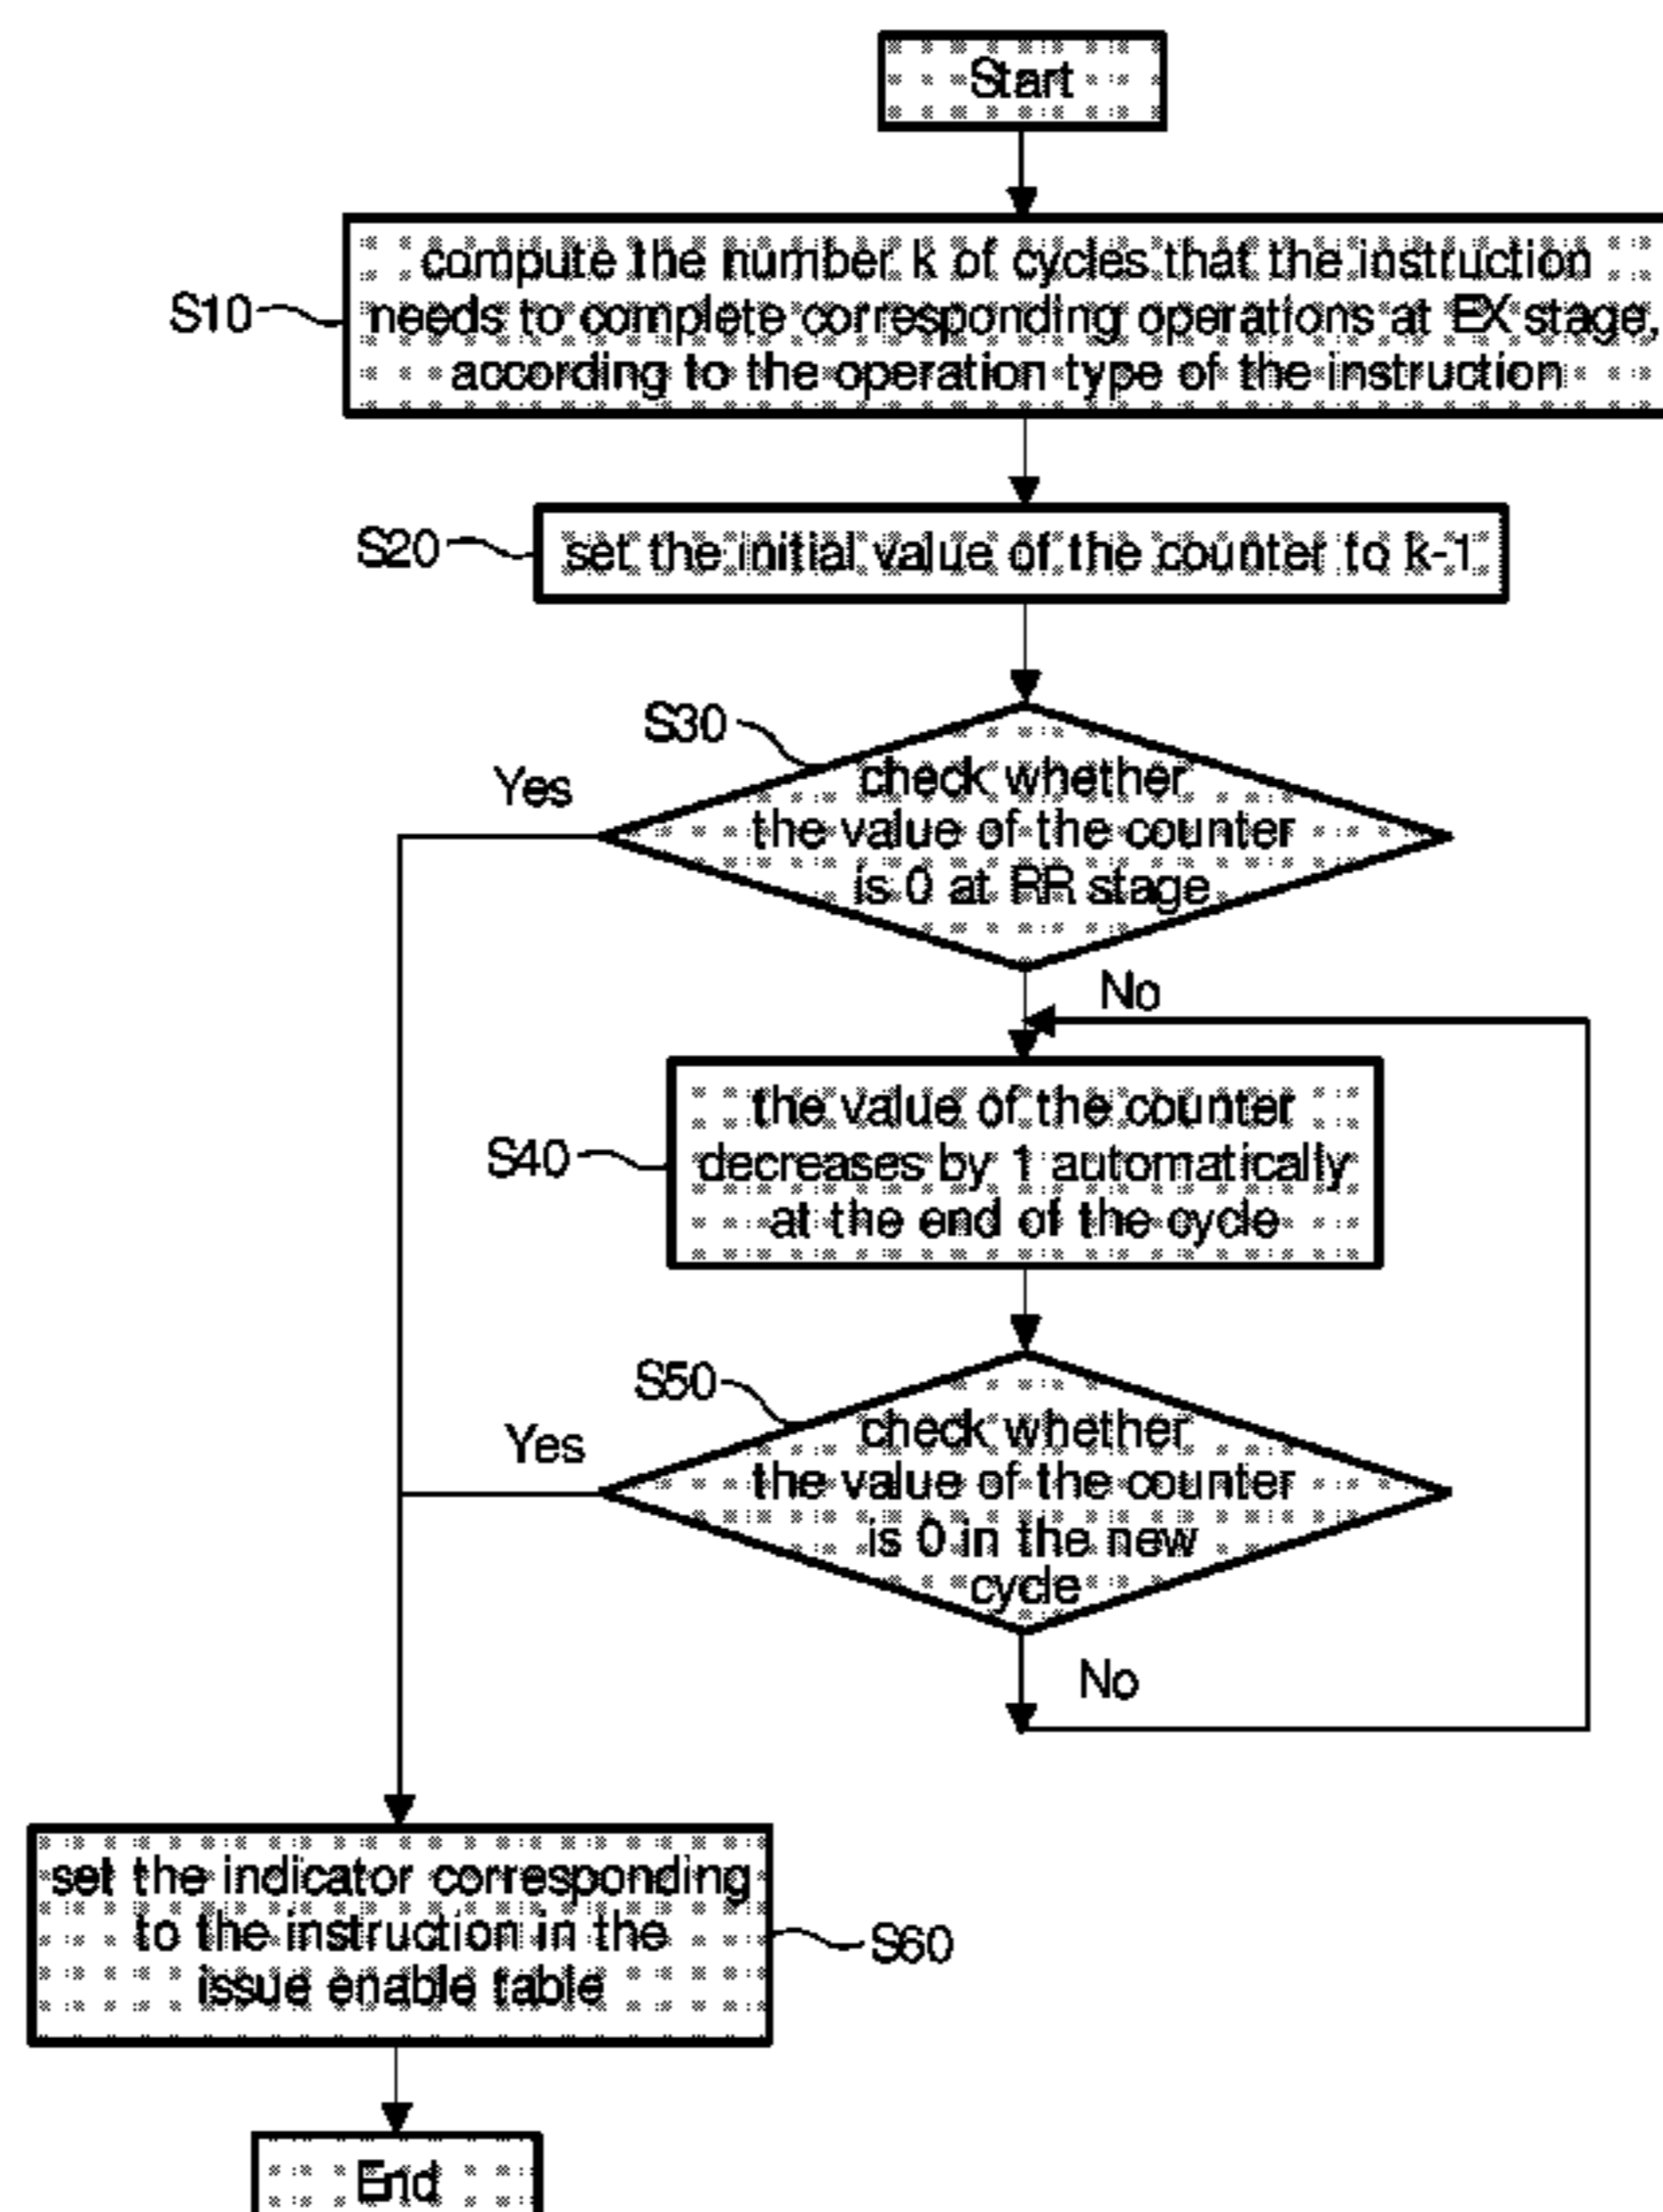 Start
compute the number k of cycles that the instruction
needs to complete corresponding operations at EX stage,
according to the operation type of the instruction
S10
set the initial value of the counter to k-1
S20
S30
check whether
the value of the counter
is 0 at RR stage
Yes
No
the value of the counter
decreases by 1 automatically
at the end of the cycle
S40
S50
check whether
the value of the counter
is 0 in the new
cycle
Yes
No
set the indicator corresponding
to the instruction in the
issue enable table
S60
End